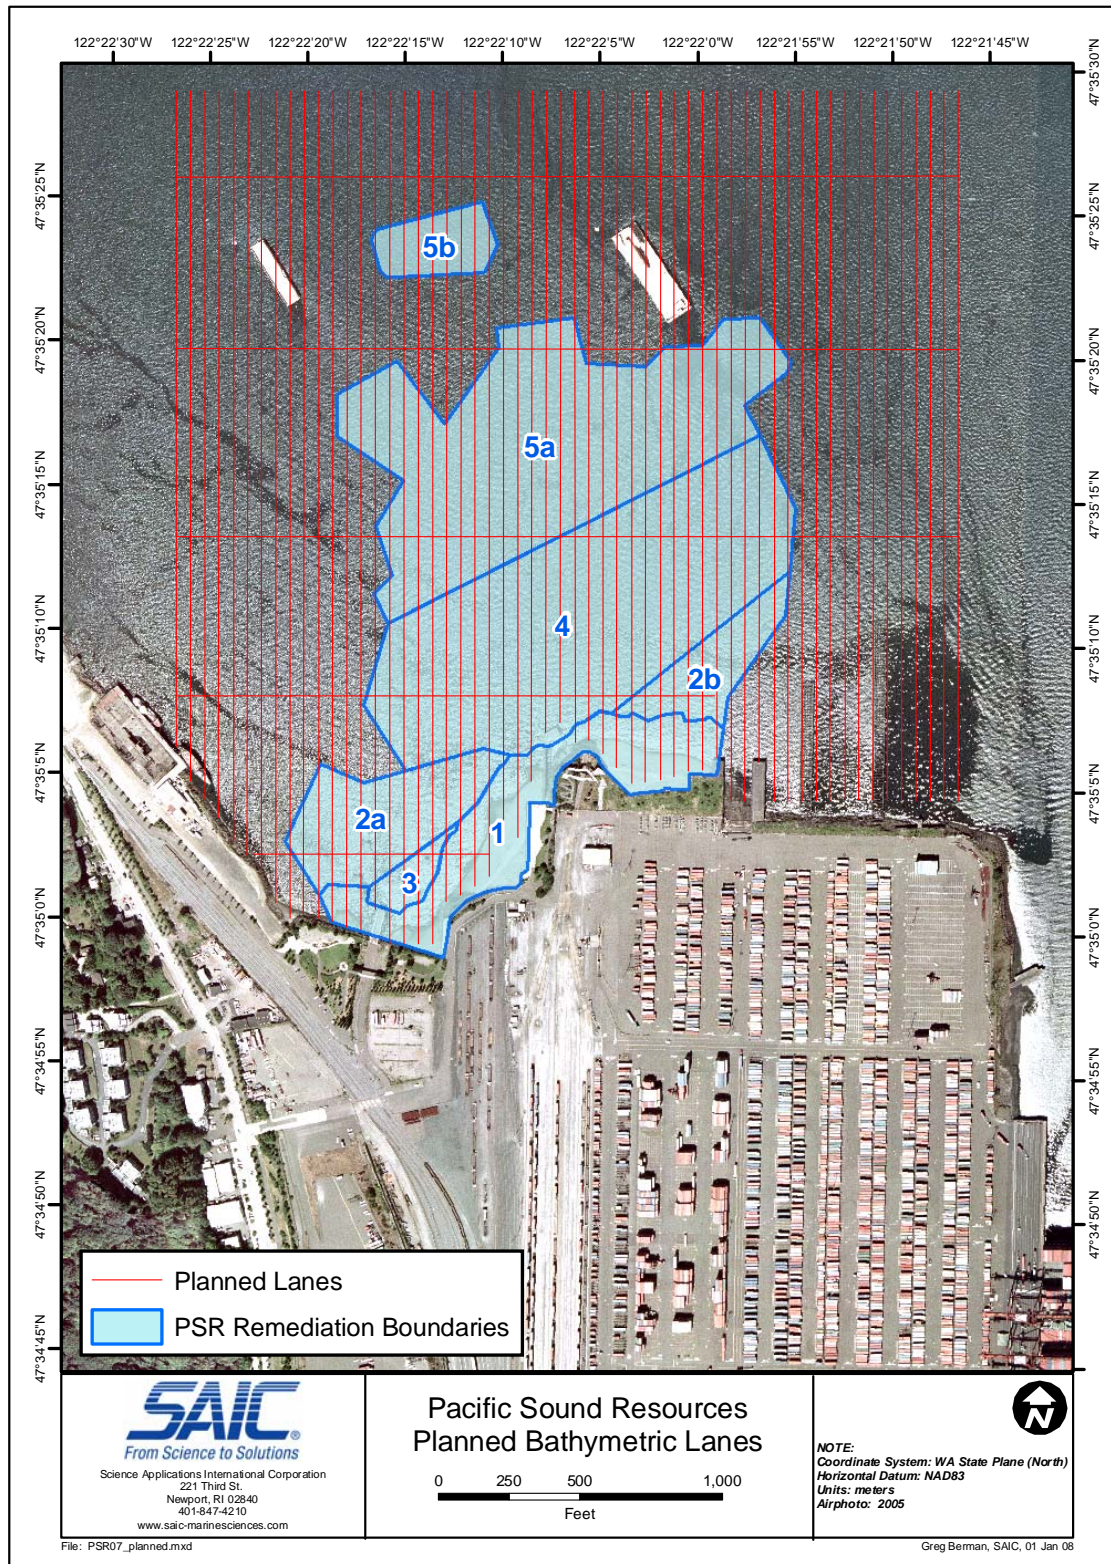 122°22'30"W 122°22'25"W 122°22'20"W 122°22'15"W 122°22'10"W 122°22'5"W 122°22'0"W 122°21'55"W 122°21'50"W 122°21'45"W
47°35'30"N
47°35'25"N
47°35'25"N
5b
47°35'20"N
47°35'20"N
5a
47°35'15"N
47°35'15"N
4
47°35'10"N
47°35'10"N
2b
47°35'5"N
47°35'5"N
2a
1
3
47°35'0"N
47°35'0"N
47°34'55"N
47°34'55"N
47°34'50"N
47°34'50"N
47°34'45"N
Planned Lanes
PSR Remediation Boundaries
SAIC®
From Science to Solutions
Science Applications International Corporation
221 Third St.
Newport, RI 02840
401-847-4210
www.saic-marinesciences.com
Pacific Sound Resources
Planned Bathymetric Lanes
0 250 500 1,000
Feet
N
NOTE:
Coordinate System: WA State Plane (North)
Horizontal Datum: NAD83
Units: meters
Airphoto: 2005
File: PSR07_planned.mxd
Greg Berman, SAIC, 01 Jan 08